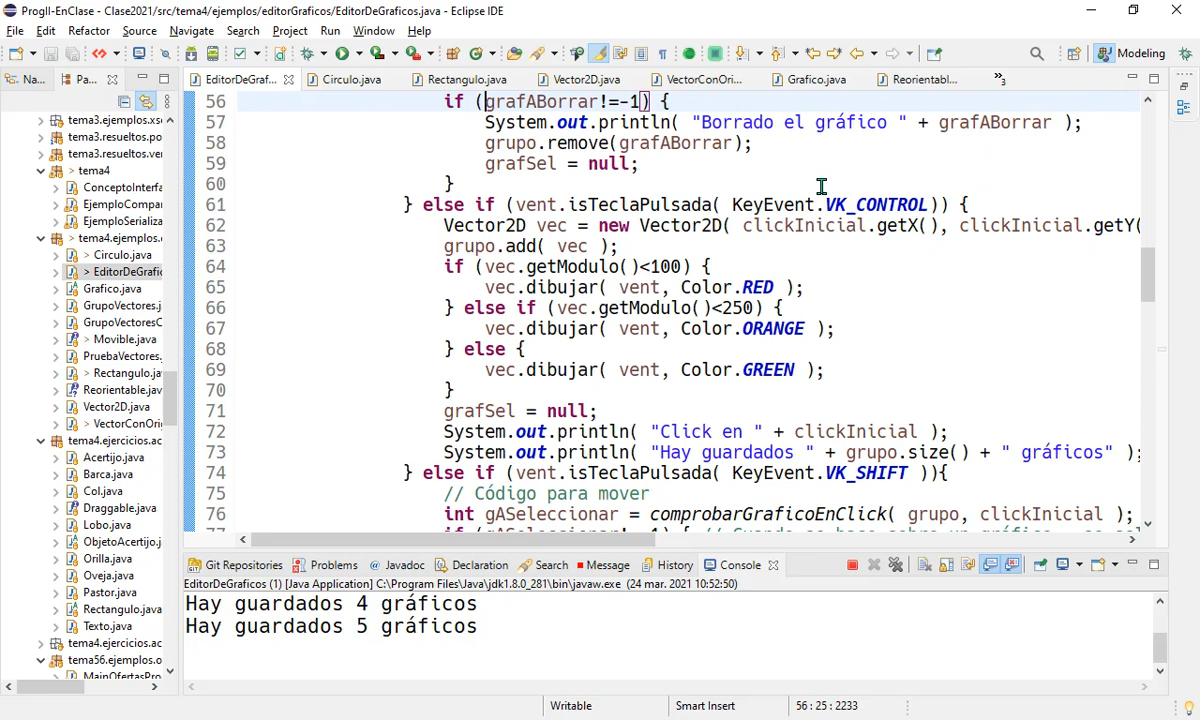 ProgII-EnClase - Clase2021/src/tema4/ejemplos/editorGraficos/EditorDeGraficos.java - Eclipse IDE
File Edit Refactor Source Navigate Search Project Run Window Help
Modeling
Na... Pa...
EditorDeGraf... Circulo.java Rectangulo.java Vector2D.java VectorConOri... Grafico.java Reorientabl... 3
tema3.ejemplos.xs
tema3.resueltos.po
tema3.resueltos.ver
> tema4
ConceptoInterfa
EjemploCompar
EjemploSerializa
> tema4.ejemplos.
> Circulo.java
> EditorDeGrafic
Grafico.java
GrupoVectores.j
GrupoVectoresC
> Movible.java
PruebaVectores.
> Rectangulo.ja
Reorientable.jav
Vector2D.java
> VectorConOri
tema4.ejercicios.ac
Acertijo.java
Barca.java
Col.java
Draggable.java
Lobo.java
ObjetoAcertijo.j
Orilla.java
Oveja.java
Pastor.java
Rectangulo.java
Texto.java
tema4.ejercicios.ac
tema56.ejemplos.o
MainOfertasPro
56 if (grafABorrar!=-1) {
57 System.out.println( "Borrado el gráfico " + grafABorrar );
58 grupo.remove(grafABorrar);
59 grafSel = null;
60 }
61 } else if (vent.isTeclaPulsada( KeyEvent.VK_CONTROL)) {
62 Vector2D vec = new Vector2D( clickInicial.getX(), clickInicial.getY(
63 grupo.add( vec );
64 if (vec.getModulo()<100) {
65 vec.dibujar( vent, Color.RED );
66 } else if (vec.getModulo()<250) {
67 vec.dibujar( vent, Color.ORANGE );
68 } else {
69 vec.dibujar( vent, Color.GREEN );
70 }
71 grafSel = null;
72 System.out.println( "Click en " + clickInicial );
73 System.out.println( "Hay guardados " + grupo.size() + " gráficos" );
74 } else if (vent.isTeclaPulsada( KeyEvent.VK_SHIFT )){
75 // Código para mover
76 int gASeleccionar = comprobarGraficoEnClick( grupo, clickInicial );
Git Repositories Problems Javadoc Declaration Search Message History Console
EditorDeGraficos (1) [Java Application] C:\Program Files\Java\jdk1.8.0_281\bin\javaw.exe (24 mar. 2021 10:52:50)
Hay guardados 4 gráficos
Hay guardados 5 gráficos
Writable Smart Insert 56 : 25 : 2233